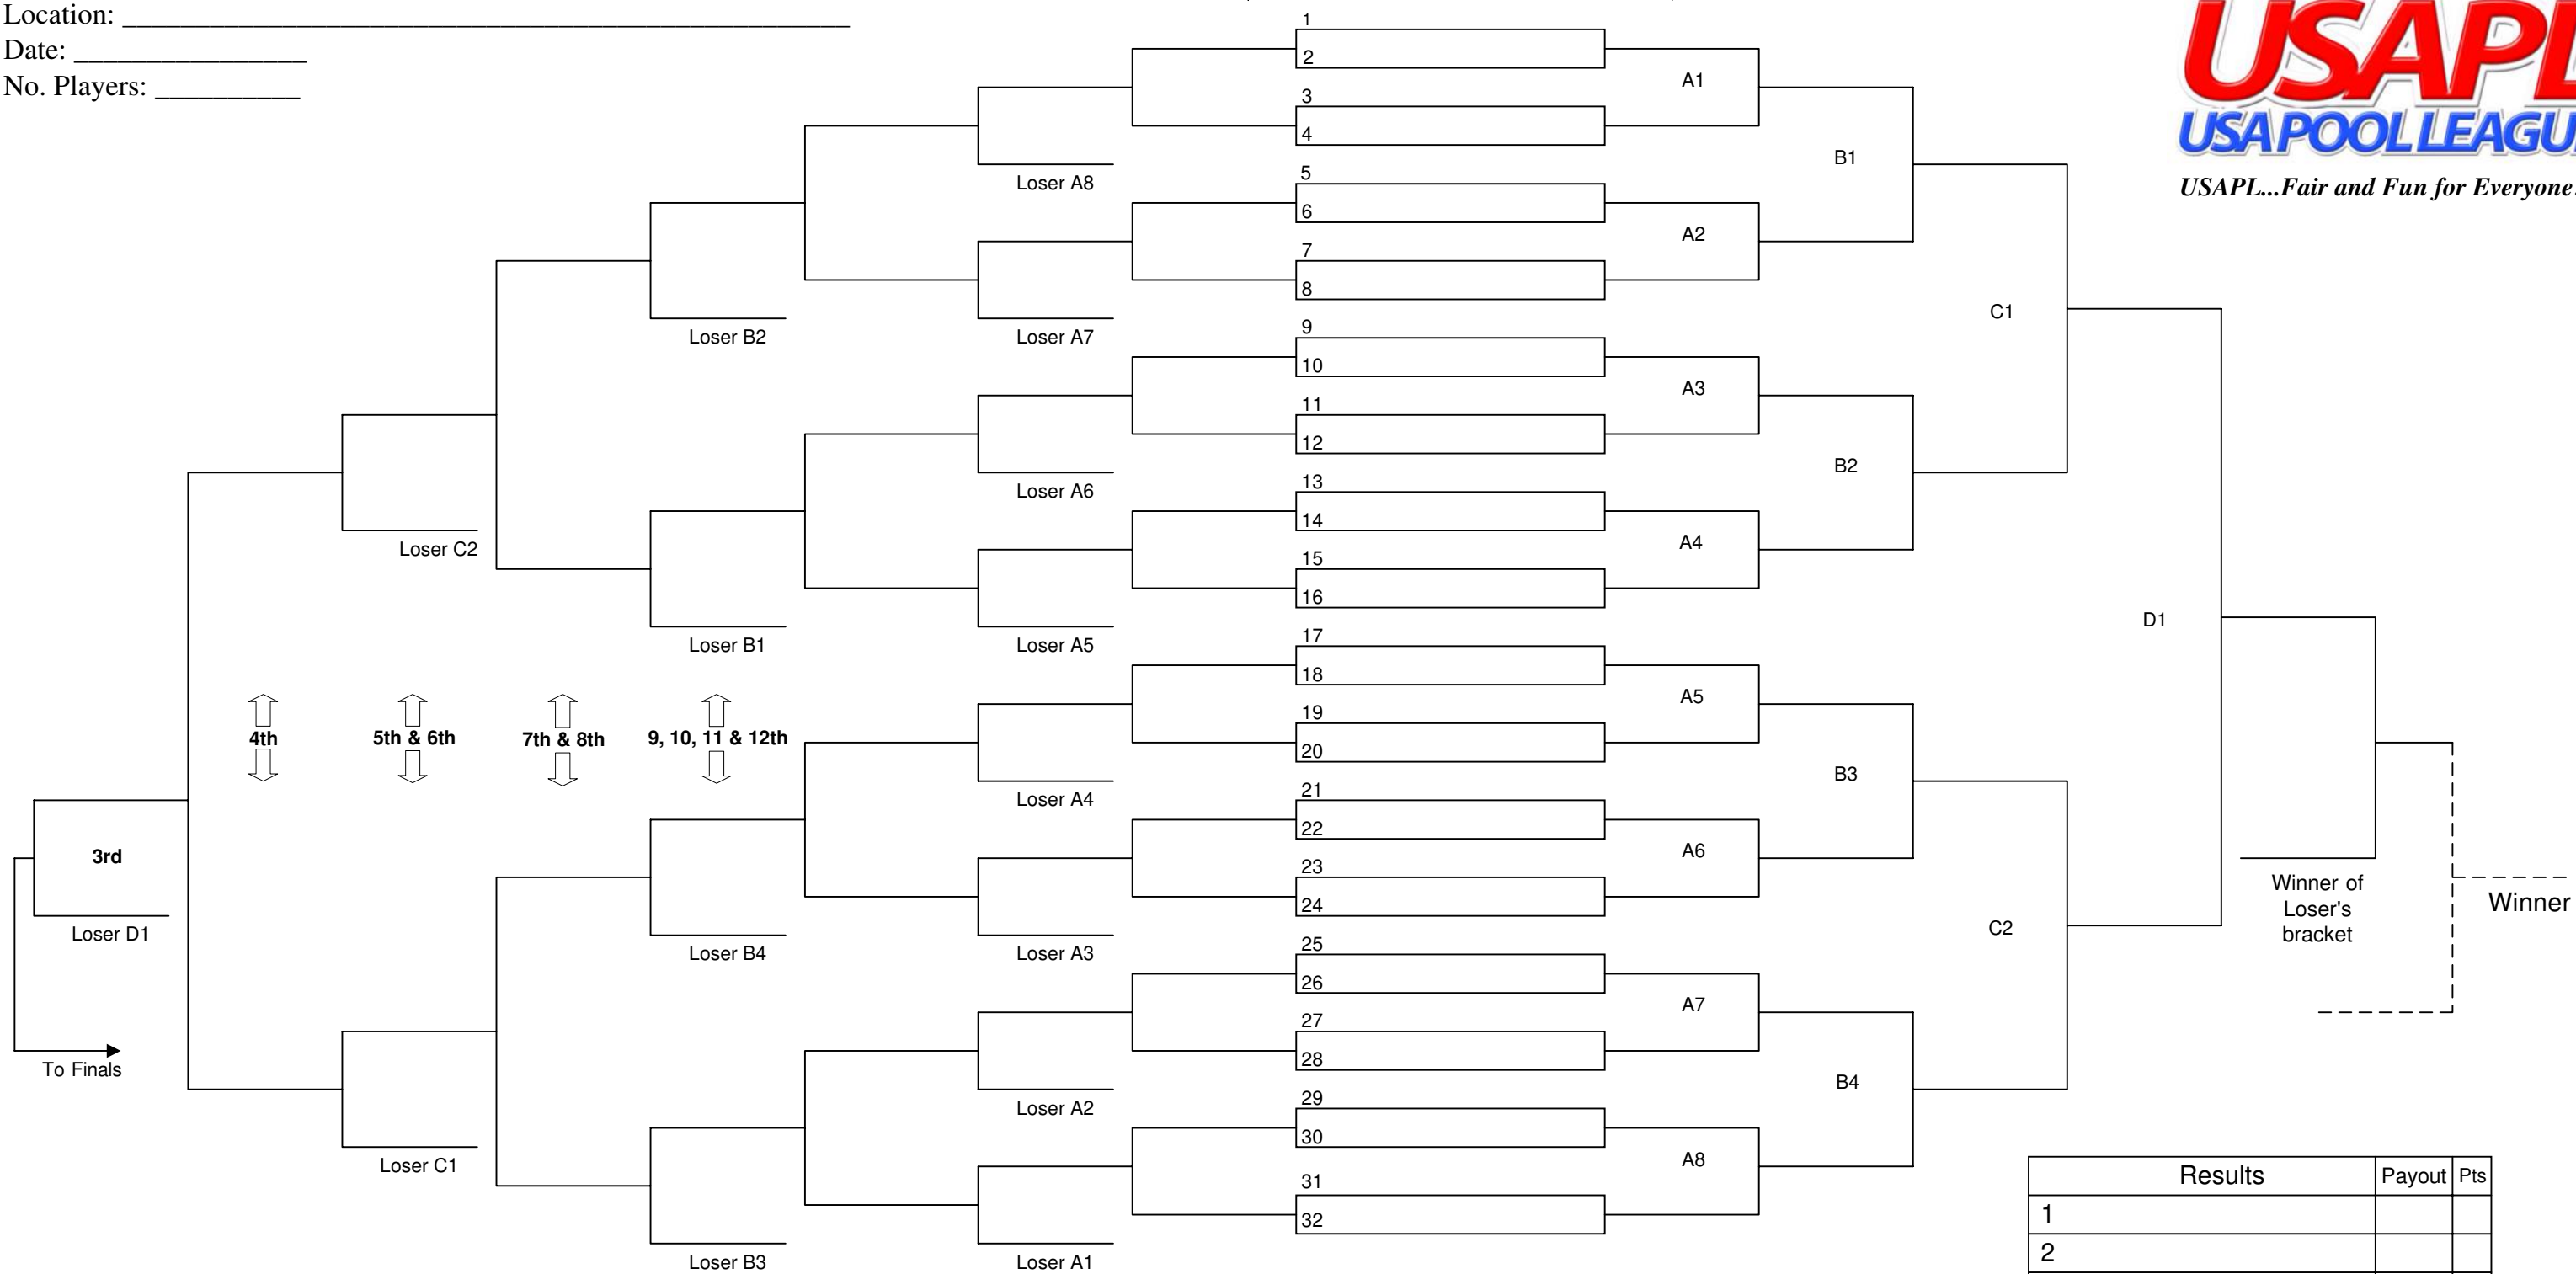 Location: ______________________________________________
Date: ________________
No. Players: __________
USAPL
USA POOL LEAGUE
USAPL...Fair and Fun for Everyone!
1
2
3
4
5
6
7
8
9
10
11
12
13
14
15
16
17
18
19
20
21
22
23
24
25
26
27
28
29
30
31
32
A1
A2
A3
A4
A5
A6
A7
A8
B1
B2
B3
B4
C1
C2
D1
Winner of
Loser's
bracket
Winner
Loser A8
Loser A7
Loser A6
Loser A5
Loser A4
Loser A3
Loser A2
Loser A1
Loser B2
Loser B1
Loser B4
Loser B3
Loser C2
Loser C1
4th
5th & 6th
7th & 8th
9, 10, 11 & 12th
3rd
Loser D1
To Finals
Results Payout Pts
1
2